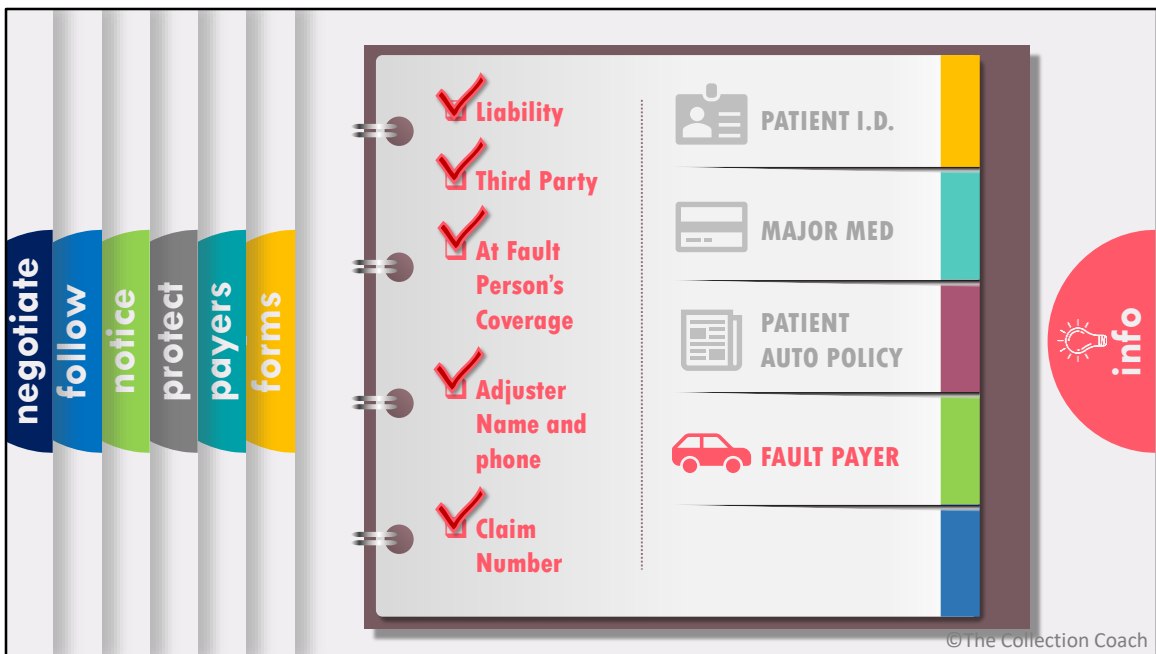 negotiate
follow
notice
protect
payers
forms
Liability
Third Party
At Fault
Person's
Coverage
Adjuster
Name and
phone
Claim
Number
PATIENT I.D.
MAJOR MED
PATIENT
AUTO POLICY
FAULT PAYER
info
©The Collection Coach